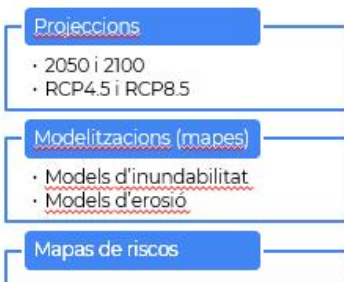 Projeccions
· 2050 i 2100
· RCP4.5 i RCP8.5
Modelitzacions (mapes)
· Models d'inundabilitat
· Models d'erosió
Mapas de riscos